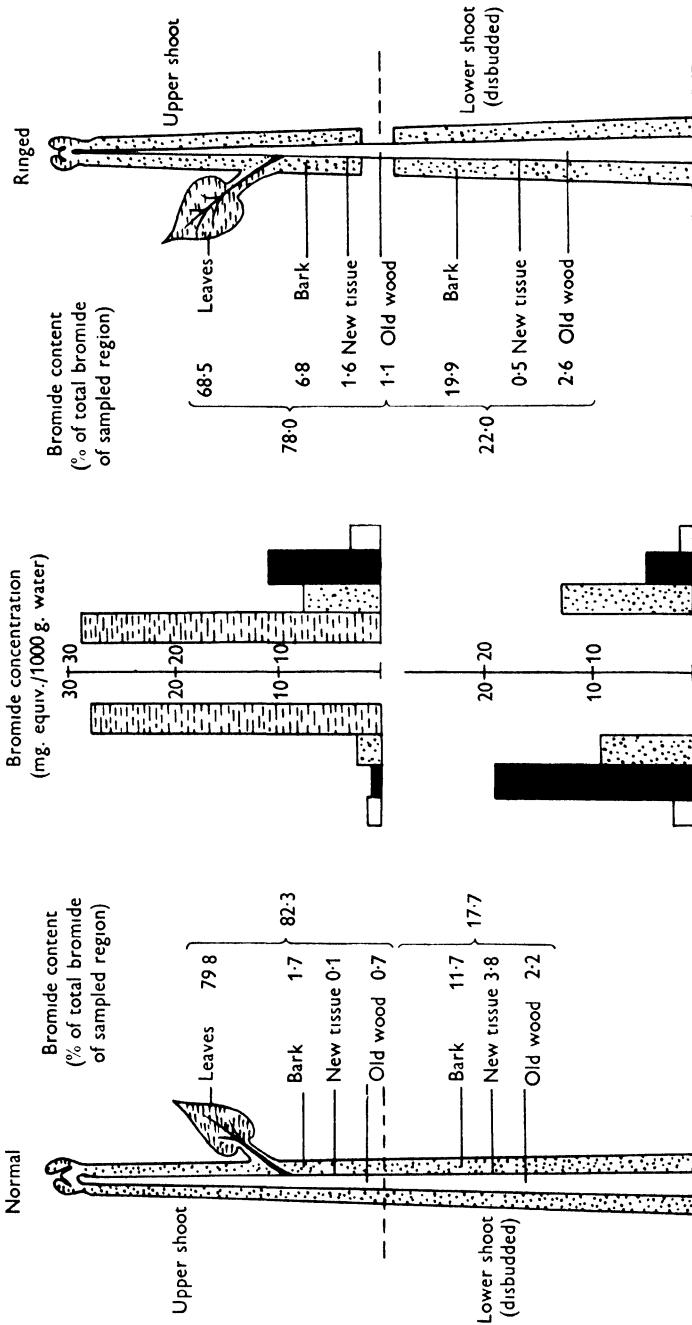 Normal
Bromide content
(% of total bromide
of sampled region)
Upper shoot
Leaves 79 8
Bark 1·7
New tissue 0·1
Old wood 0·7
82·3
Lower shoot
(disbudded)
Bark 11·7
New tissue 3·8
Old wood 2·2
17·7
Bromide concentration
(mg. equiv./1000 g. water)
30
30
20
20
10
10
20
20
10
10
Ringed
Bromide content
(% of total bromide
of sampled region)
Upper shoot
68·5 Leaves
6·8 Bark
1·6 New tissue
1·1 Old wood
78·0
Lower shoot
(disbudded)
19·9 Bark
0·5 New tissue
2·6 Old wood
22·0